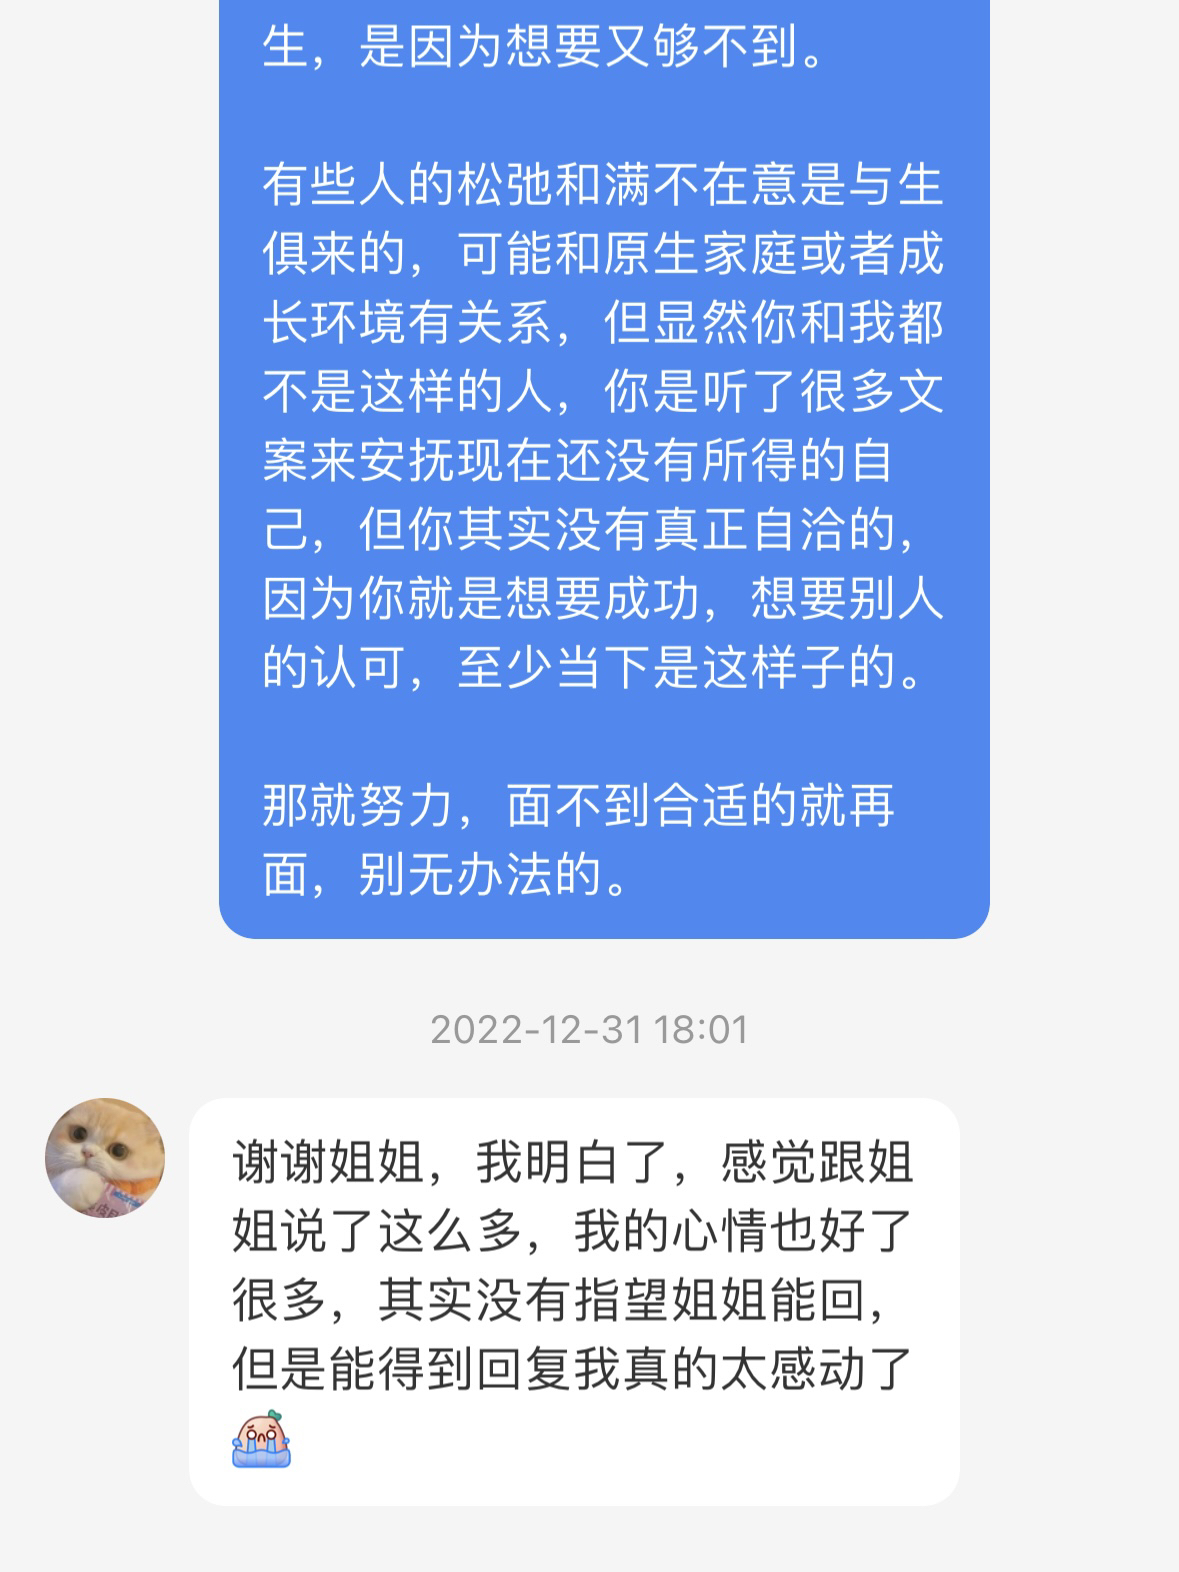 生，是因为想要又够不到。
有些人的松弛和满不在意是与生
俱来的，可能和原生家庭或者成
长环境有关系，但显然你和我都
不是这样的人，你是听了很多文
案来安抚现在还没有所得的自
己，但你其实没有真正自洽的，
因为你就是想要成功，想要别人
的认可，至少当下是这样子的。
那就努力，面不到合适的就再
面，别无办法的。
2022-12-31 18:01
谢谢姐姐，我明白了，感觉跟姐
姐说了这么多，我的心情也好了
很多，其实没有指望姐姐能回，
但是能得到回复我真的太感动了